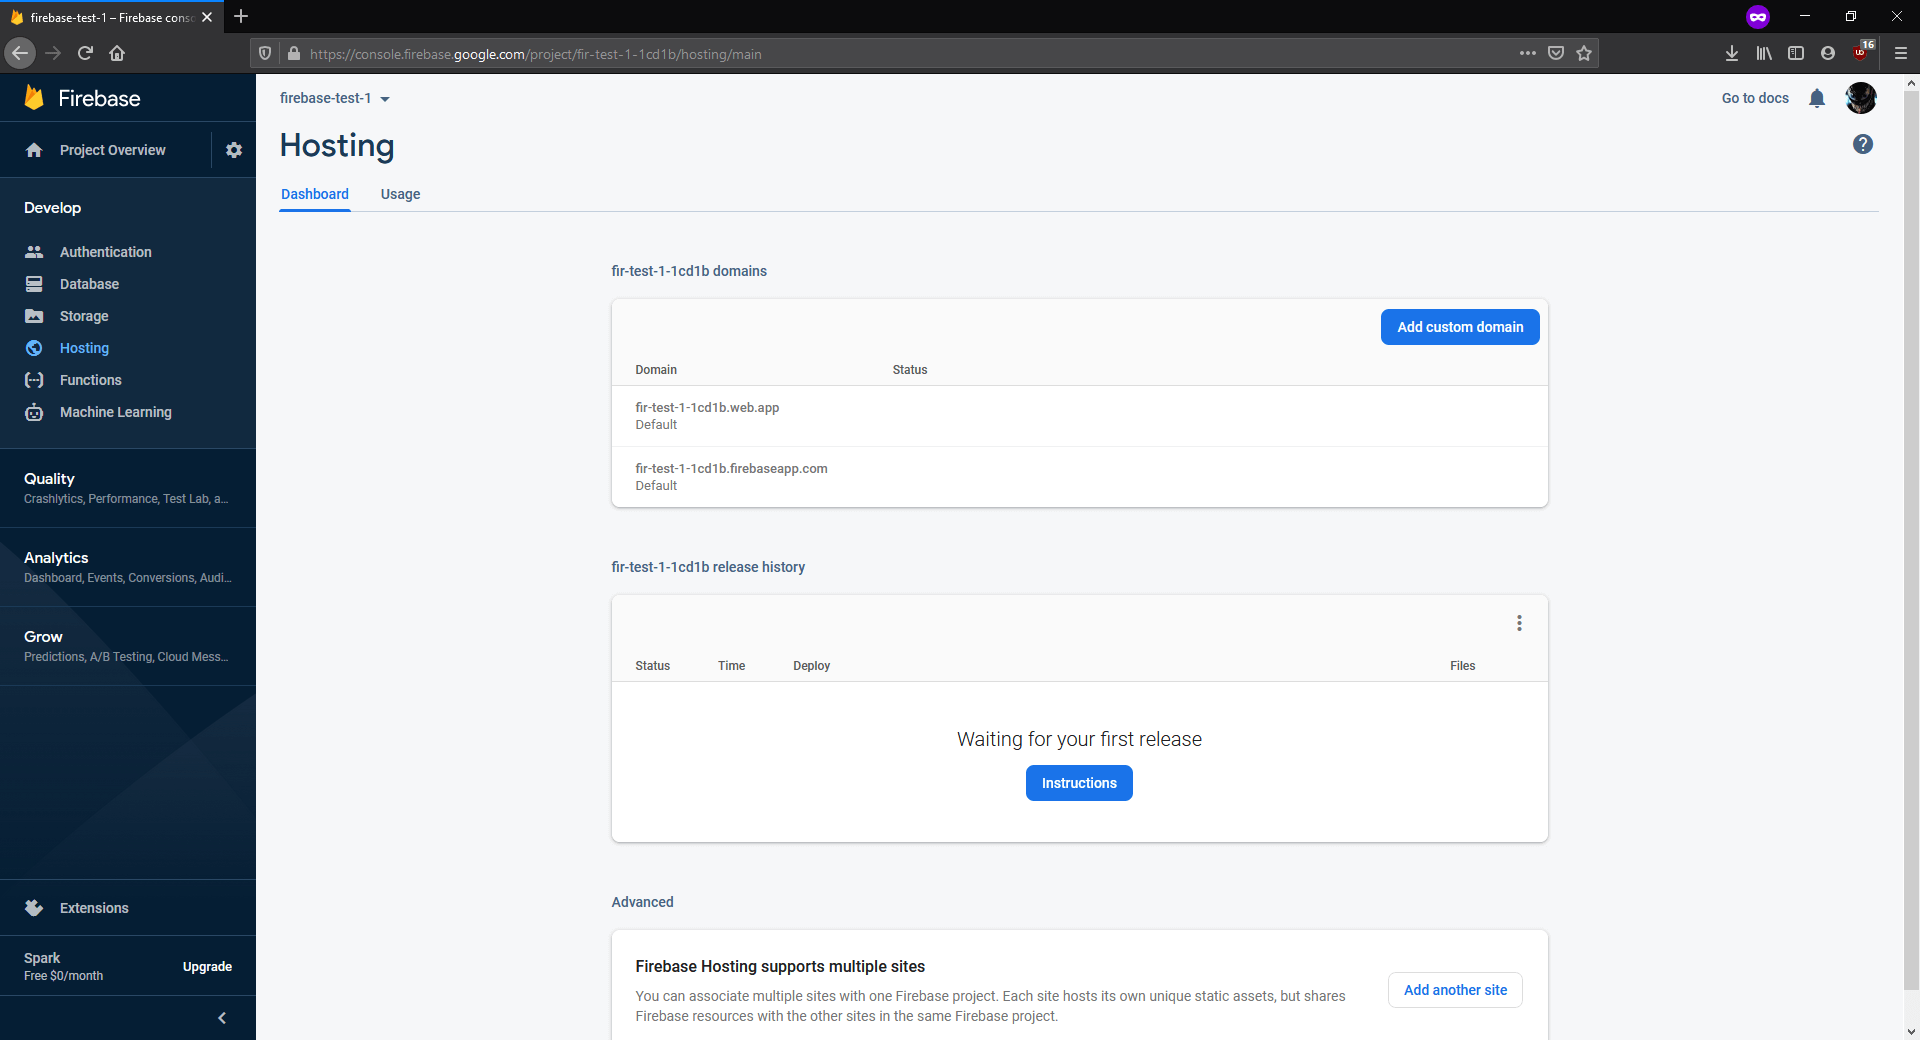 firebase-test-1 – Firebase cons
16
https://console.firebase.google.com/project/fir-test-1-1cd1b/hosting/main
Firebase
Project Overview
Develop
Authentication
Database
Storage
Hosting
Functions
Machine Learning
Quality
Crashlytics, Performance, Test Lab, a...
Analytics
Dashboard, Events, Conversions, Audi...
Grow
Predictions, A/B Testing, Cloud Mess...
Extensions
Spark
Free $0/month
Upgrade
firebase-test-1
Go to docs
Hosting
?
Dashboard
Usage
fir-test-1-1cd1b domains
Add custom domain
Domain
Status
fir-test-1-1cd1b.web.app
Default
fir-test-1-1cd1b.firebaseapp.com
Default
fir-test-1-1cd1b release history
Status
Time
Deploy
Files
Waiting for your first release
Instructions
Advanced
Firebase Hosting supports multiple sites
You can associate multiple sites with one Firebase project. Each site hosts its own unique static assets, but shares
Firebase resources with the other sites in the same Firebase project.
Add another site